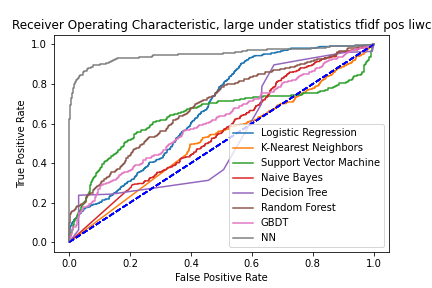 Receiver Operating Characteristic, large under statistics tfidf pos liwc
1.0
0.8
0.6
0.4
0.2
0.0
True Positive Rate
Logistic Regression
K-Nearest Neighbors
Support Vector Machine
Naive Bayes
Decision Tree
Random Forest
GBDT
NN
0.0 0.2 0.4 0.6 0.8 1.0
False Positive Rate